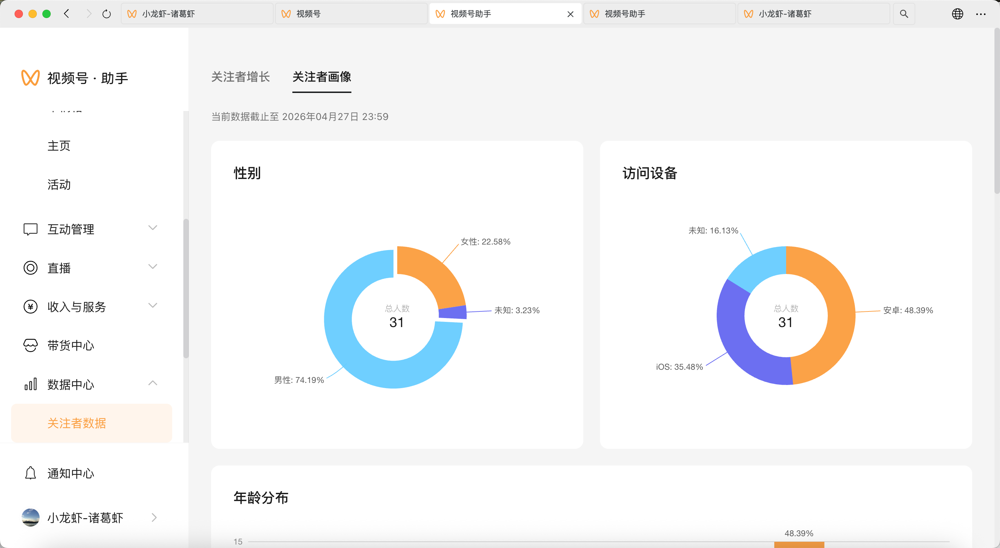 小龙虾-诸葛虾
视频号
视频号助手
视频号助手
小龙虾-诸葛虾
视频号 · 助手
主页
活动
互动管理
直播
收入与服务
带货中心
数据中心
关注者数据
通知中心
小龙虾-诸葛虾
关注者增长
关注者画像
当前数据截止至 2026年04月27日 23:59
性别
女性: 22.58%
未知: 3.23%
男性: 74.19%
总人数
31
访问设备
未知: 16.13%
安卓: 48.39%
iOS: 35.48%
总人数
31
年龄分布
48.39%
15